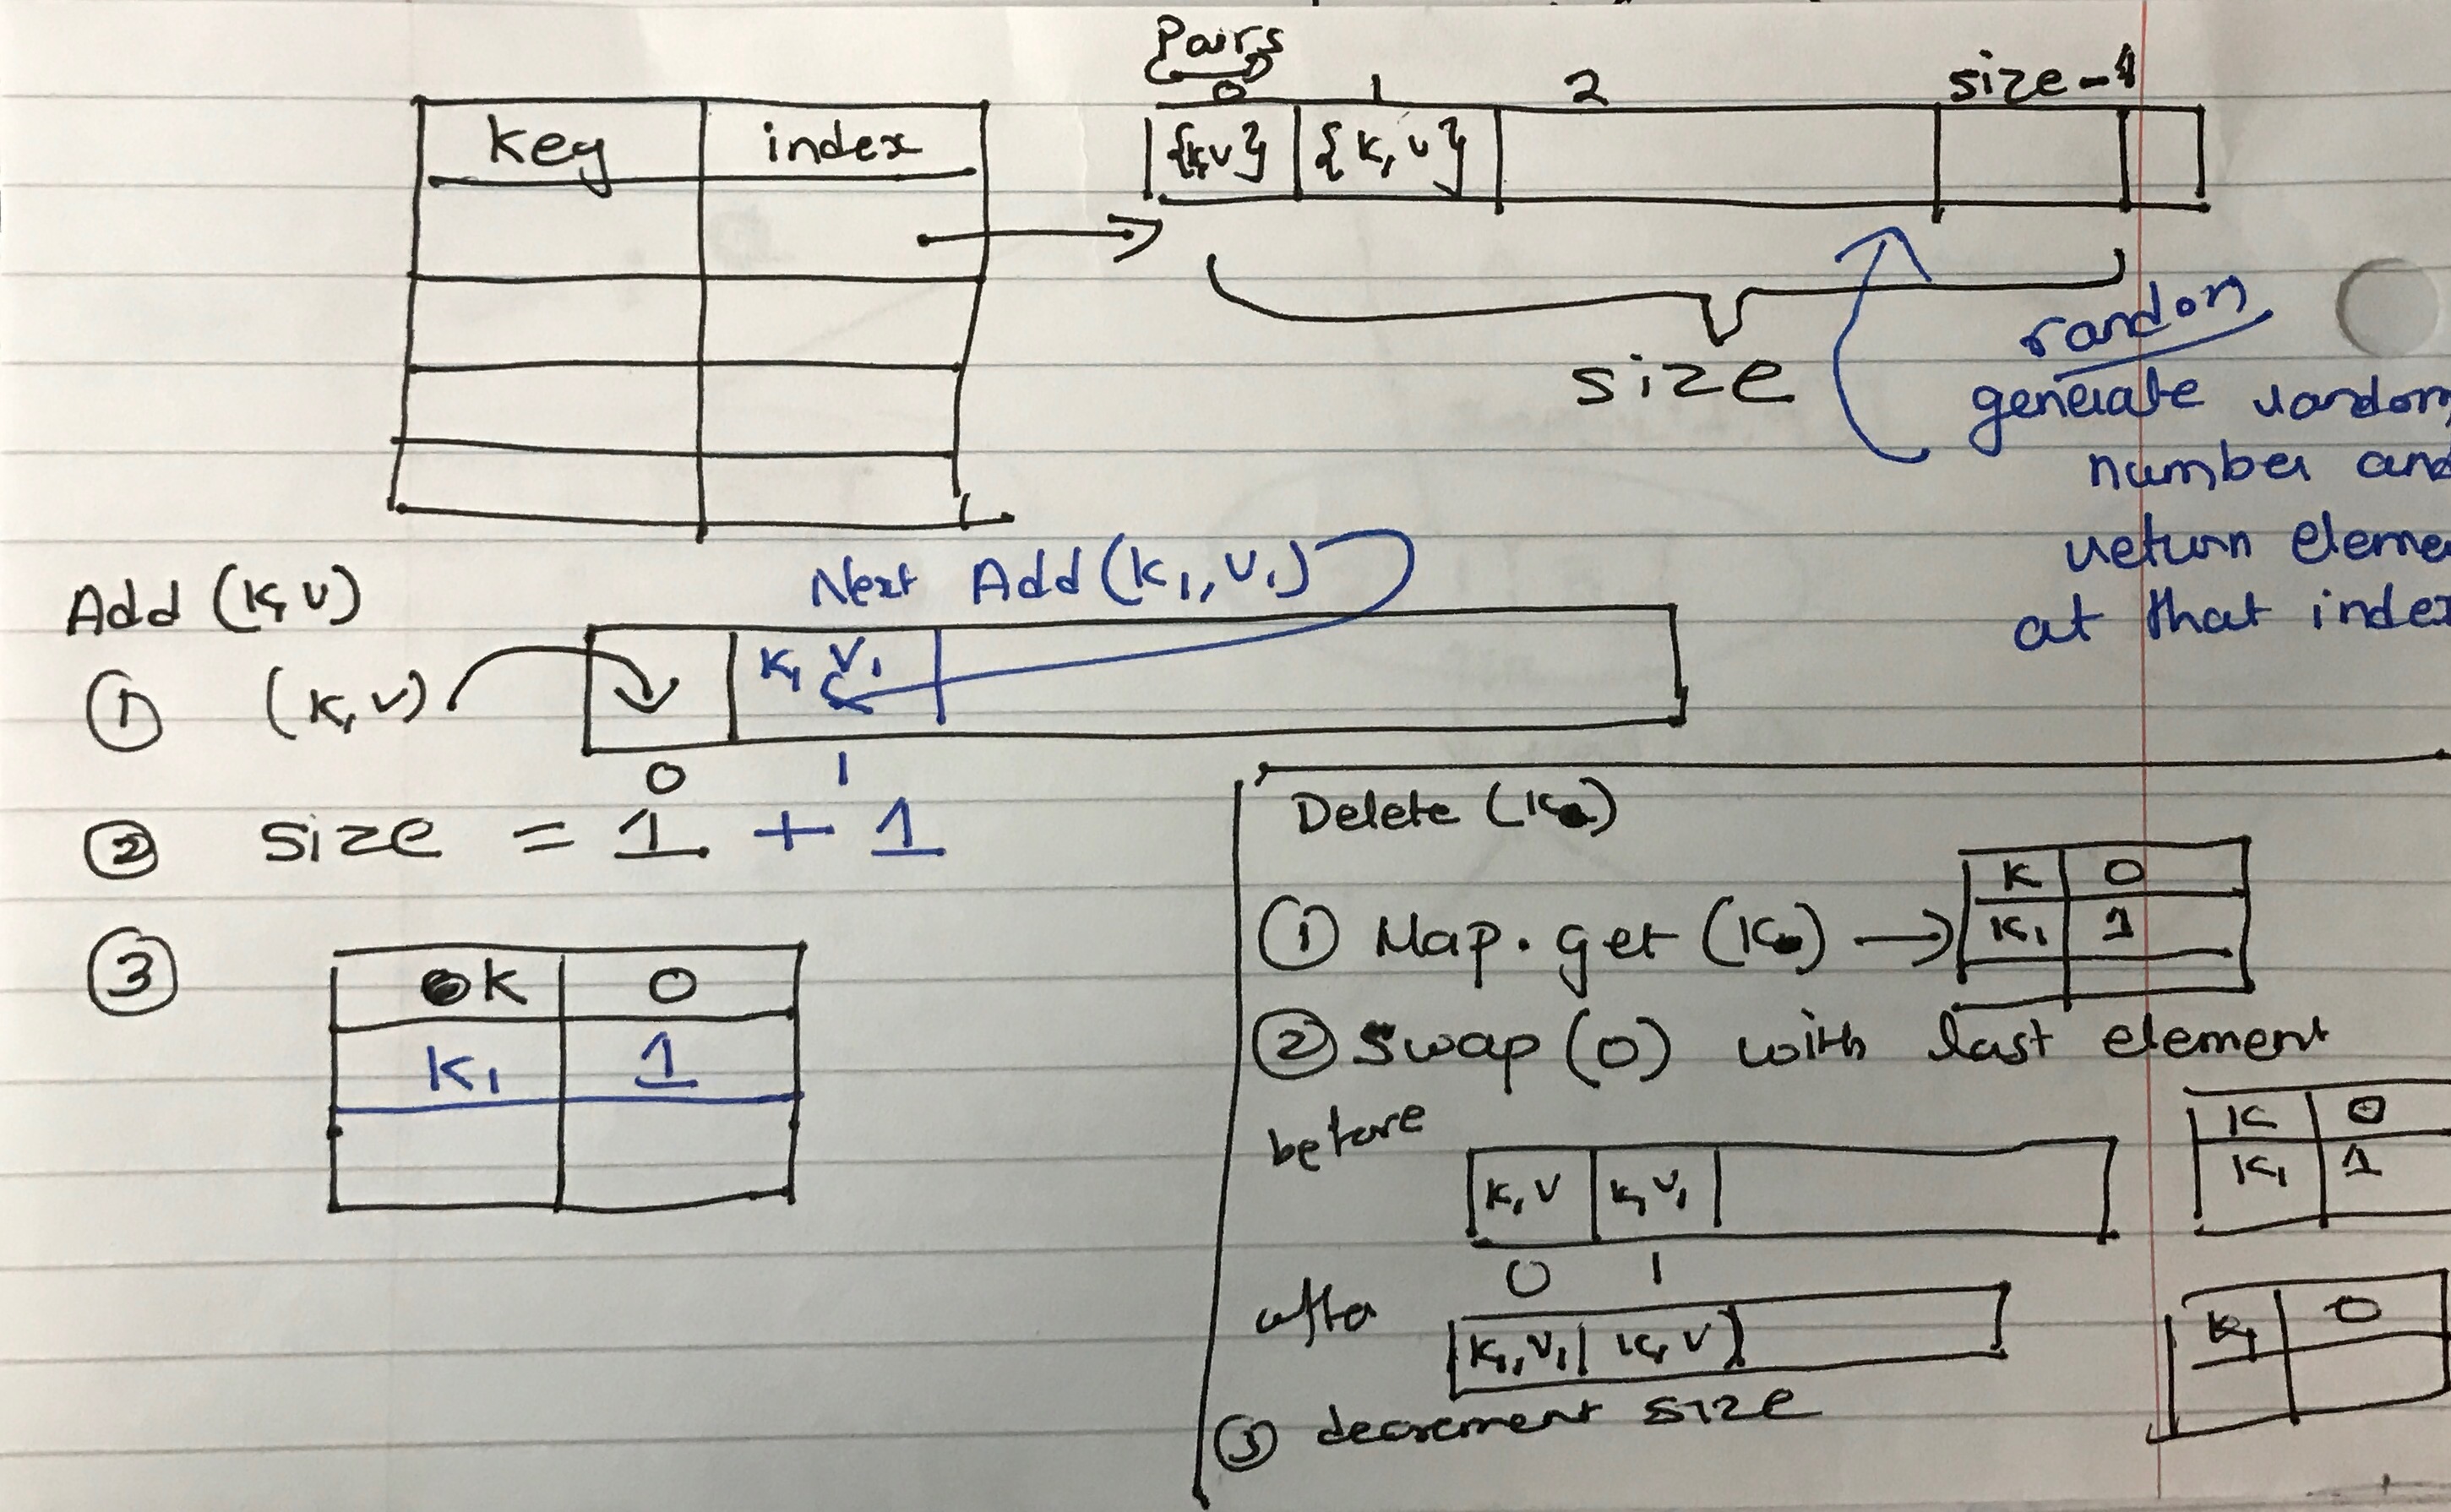 Pairs
0 1 2 size-1
key index
{k,v} {k,v}
size
random
generate random
number and
return eleme
at that index
Add (k,v)
Next Add (k1, v1)
① (k,v)
k1 v1
0 1
② size = 1 + 1
③
k 0
k1 1
Delete (k)
① Map.get (k) →
k 0
k1 1
② Swap (0) with last element
before
k,v k1 v1
0 1
k 0
k1 1
after
k1, v1 k, v
k1 0
③ decrement size